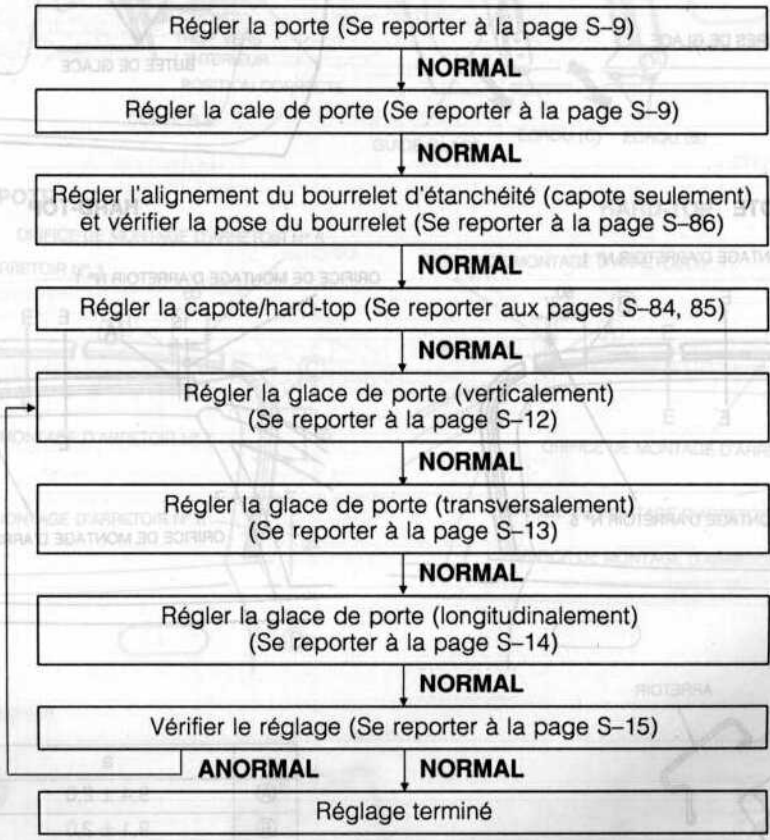 Régler la porte (Se reporter à la page S–9)
NORMAL
Régler la cale de porte (Se reporter à la page S–9)
NORMAL
Régler l'alignement du bourrelet d'étanchéité (capote seulement)
et vérifier la pose du bourrelet (Se reporter à la page S–86)
NORMAL
Régler la capote/hard-top (Se reporter aux pages S–84, 85)
NORMAL
Régler la glace de porte (verticalement)
(Se reporter à la page S–12)
NORMAL
Régler la glace de porte (transversalement)
(Se reporter à la page S–13)
NORMAL
Régler la glace de porte (longitudinalement)
(Se reporter à la page S–14)
NORMAL
Vérifier le réglage (Se reporter à la page S–15)
ANORMAL NORMAL
Réglage terminé